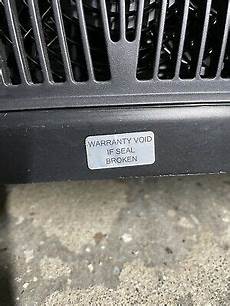 WARRANTY VOID
IF SEAL
BROKEN